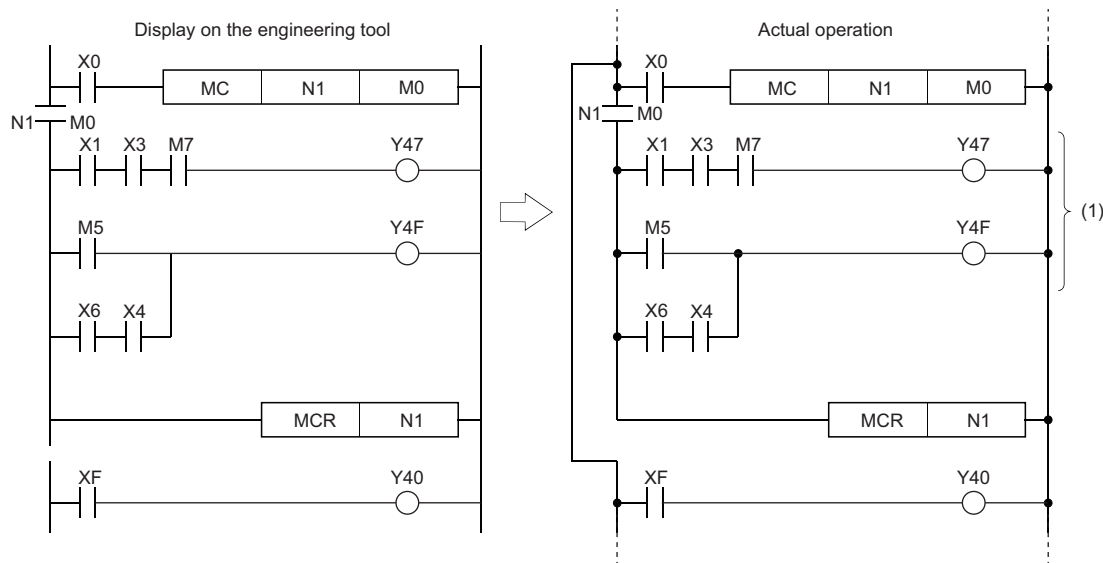 Display on the engineering tool
X0
MC N1 M0
N1 M0
X1 X3 M7 Y47
M5 Y4F
X6 X4
MCR N1
XF Y40
Actual operation
X0
MC N1 M0
N1 M0
X1 X3 M7 Y47
(1)
M5 Y4F
X6 X4
MCR N1
XF Y40